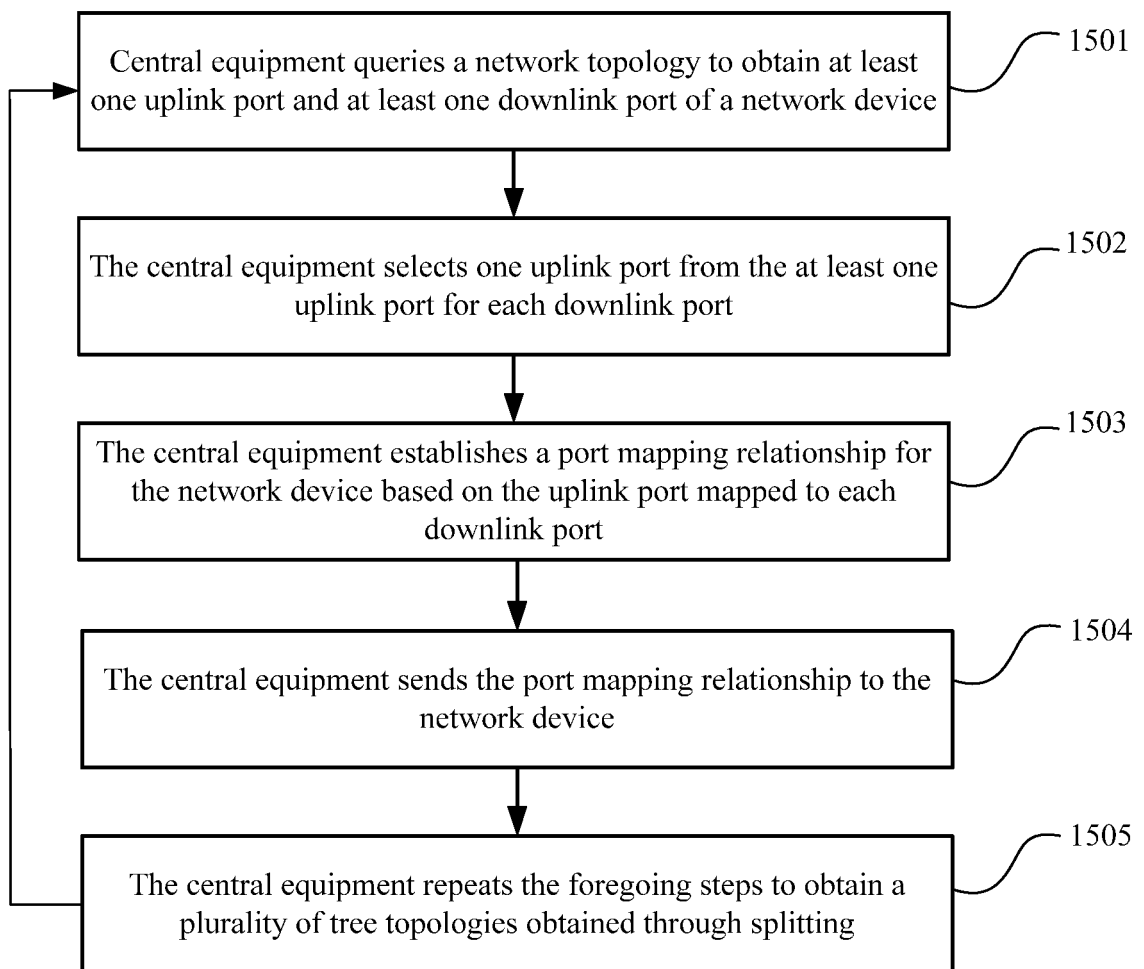 1501
Central equipment queries a network topology to obtain at least
one uplink port and at least one downlink port of a network device
1502
The central equipment selects one uplink port from the at least one
uplink port for each downlink port
1503
The central equipment establishes a port mapping relationship for
the network device based on the uplink port mapped to each
downlink port
1504
The central equipment sends the port mapping relationship to the
network device
1505
The central equipment repeats the foregoing steps to obtain a
plurality of tree topologies obtained through splitting